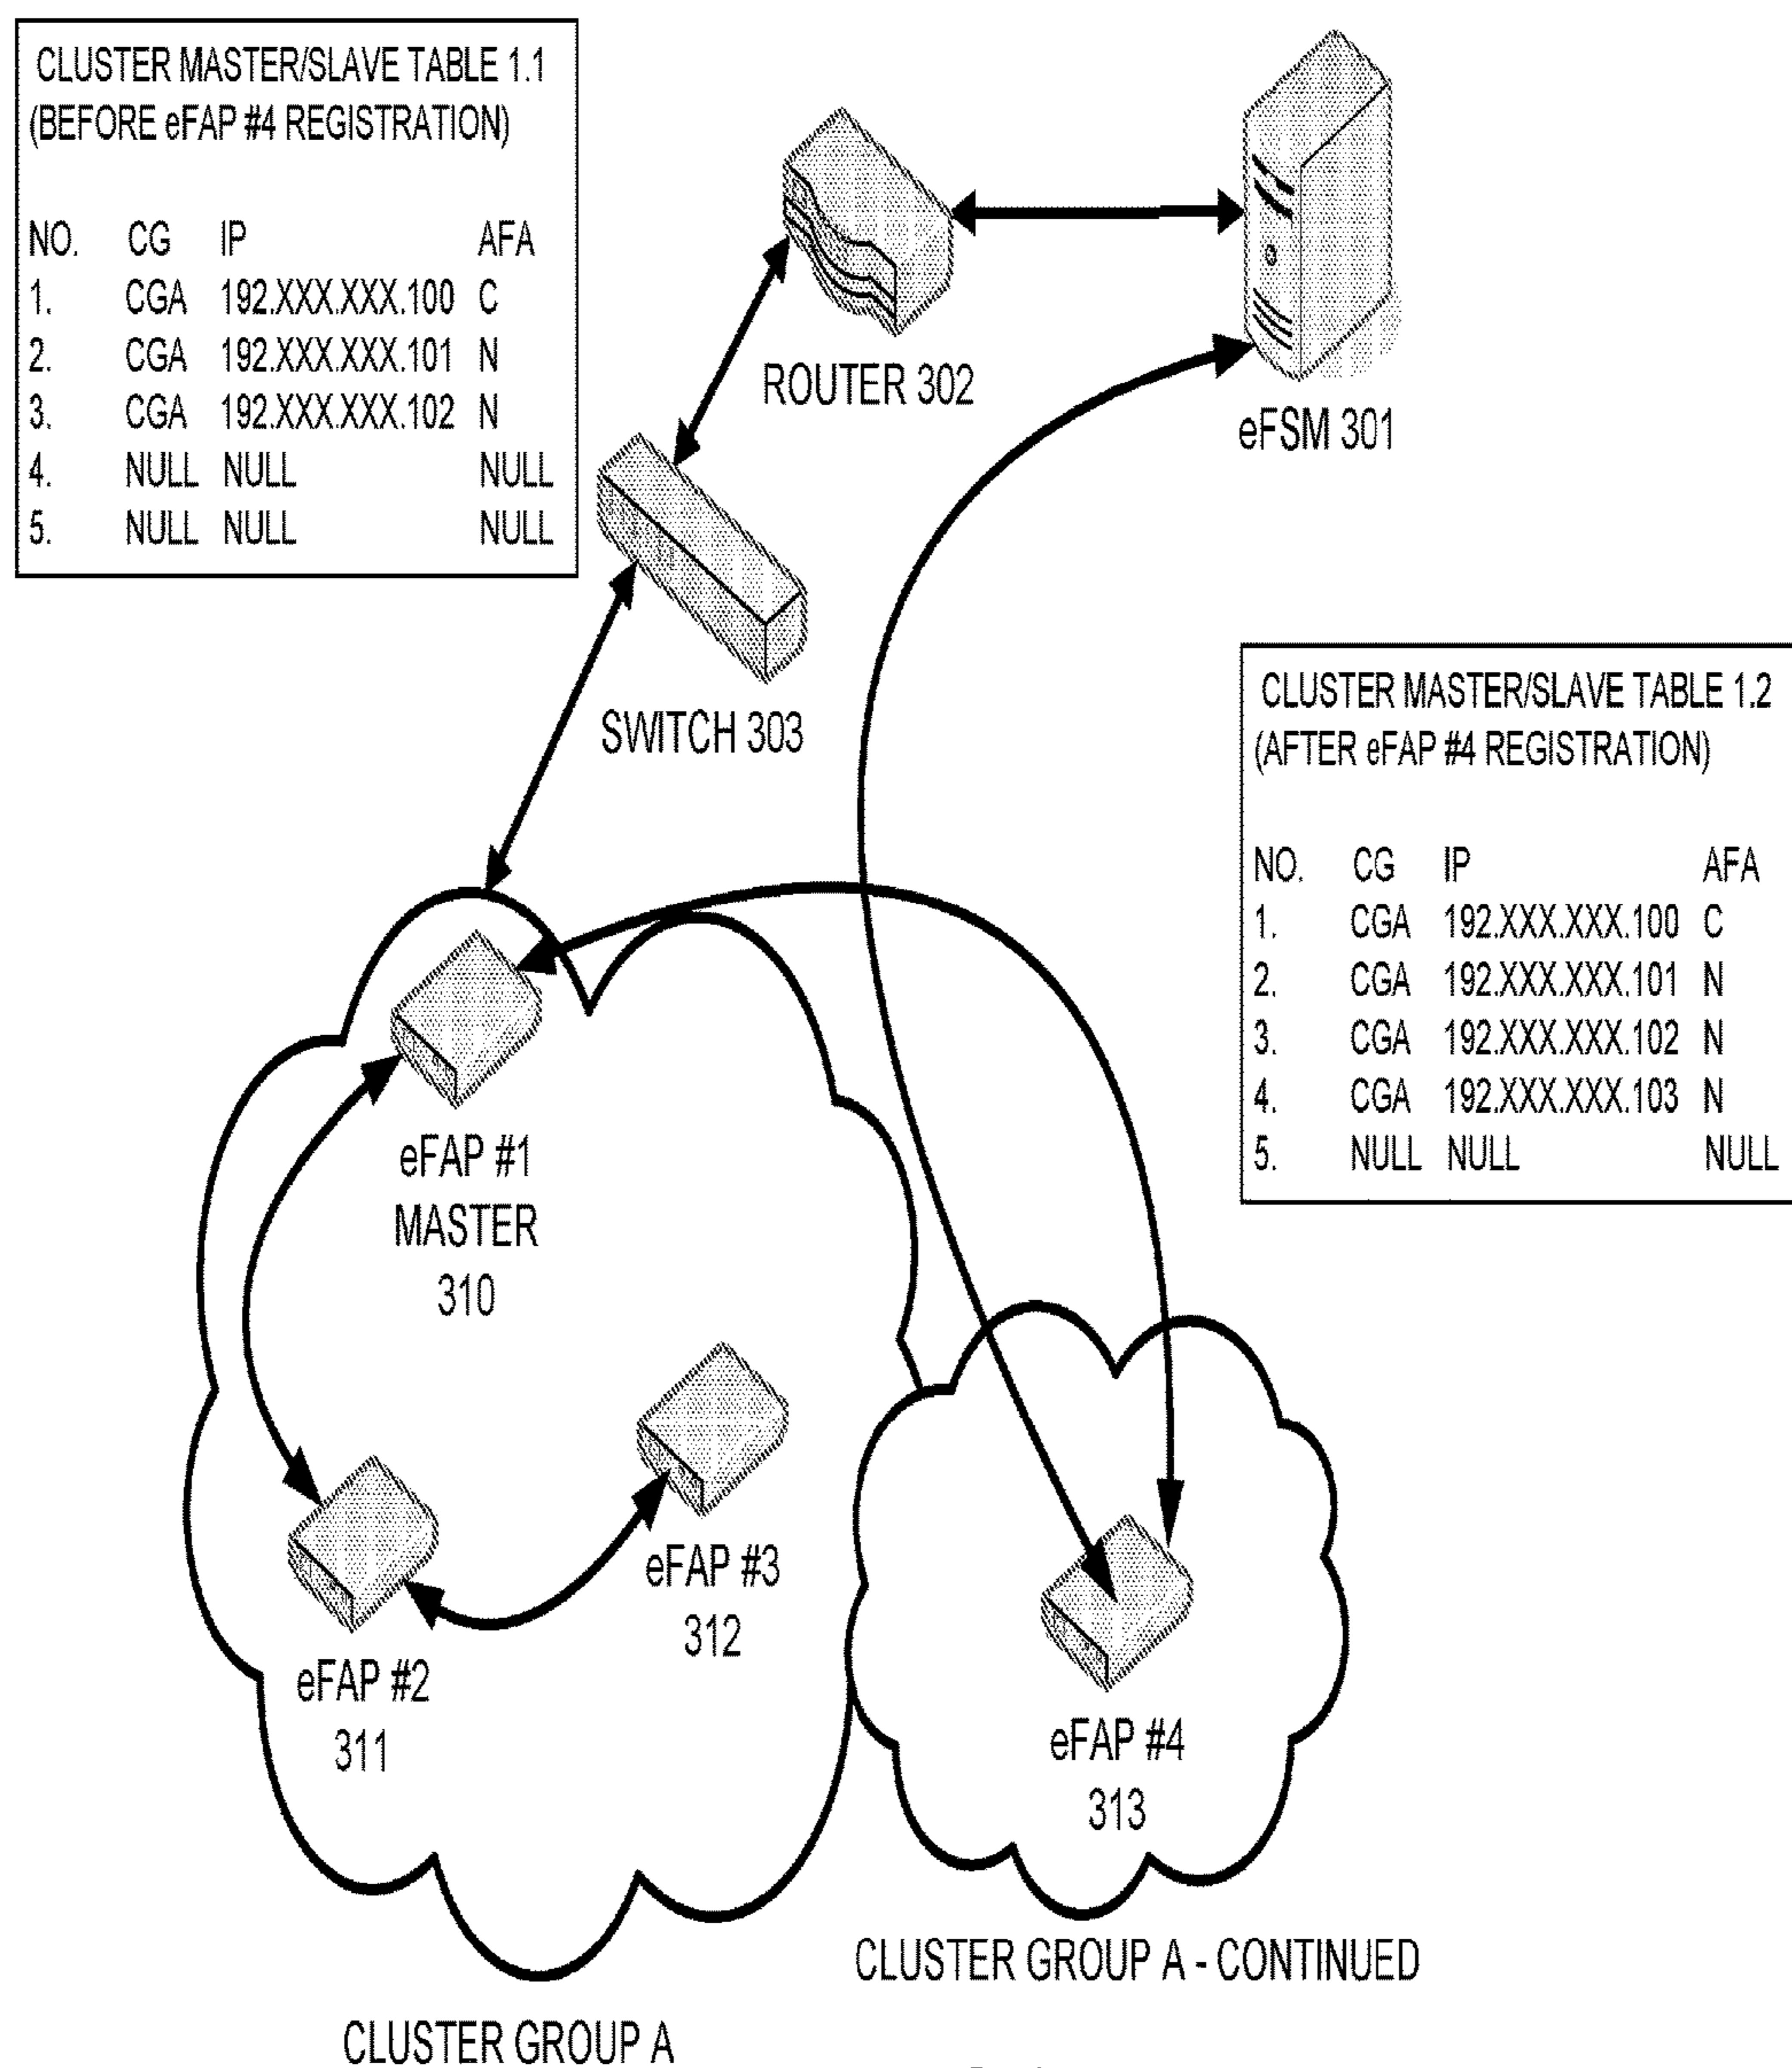 CLUSTER MASTER/SLAVE TABLE 1.1
(BEFORE eFAP #4 REGISTRATION)
NO. CG IP AFA
1. CGA 192.XXX.XXX.100 C
2. CGA 192.XXX.XXX.101 N
3. CGA 192.XXX.XXX.102 N
4. NULL NULL NULL
5. NULL NULL NULL
ROUTER 302
eFSM 301
SWITCH 303
CLUSTER MASTER/SLAVE TABLE 1.2
(AFTER eFAP #4 REGISTRATION)
NO. CG IP AFA
1. CGA 192.XXX.XXX.100 C
2. CGA 192.XXX.XXX.101 N
3. CGA 192.XXX.XXX.102 N
4. CGA 192.XXX.XXX.103 N
5. NULL NULL NULL
eFAP #1
MASTER
310
eFAP #3
312
eFAP #2
311
eFAP #4
313
CLUSTER GROUP A - CONTINUED
CLUSTER GROUP A